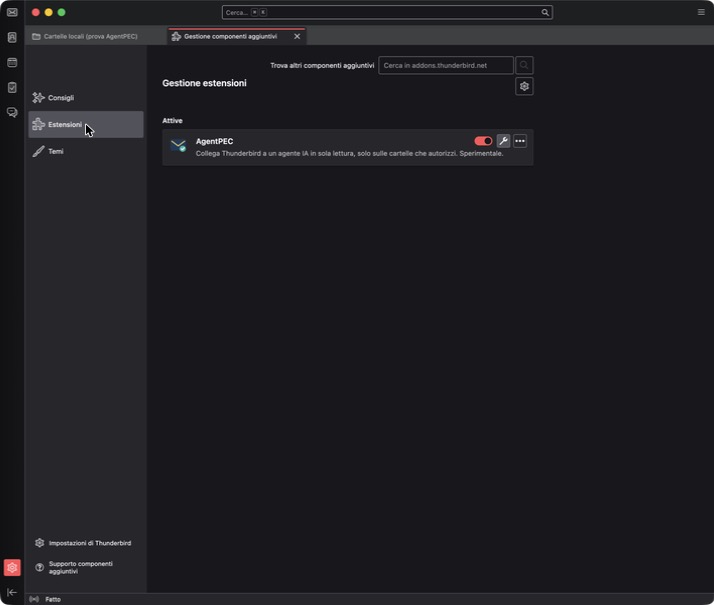 Cerca... ⌘ K
Cartelle locali (prova AgentPEC)
Gestione componenti aggiuntivi
Trova altri componenti aggiuntivi
Cerca in addons.thunderbird.net
Gestione estensioni
Consigli
Estensioni
Temi
Attive
AgentPEC
Collega Thunderbird a un agente IA in sola lettura, solo sulle cartelle che autorizzi. Sperimentale.
Impostazioni di Thunderbird
Supporto componenti
aggiuntivi
Fatto